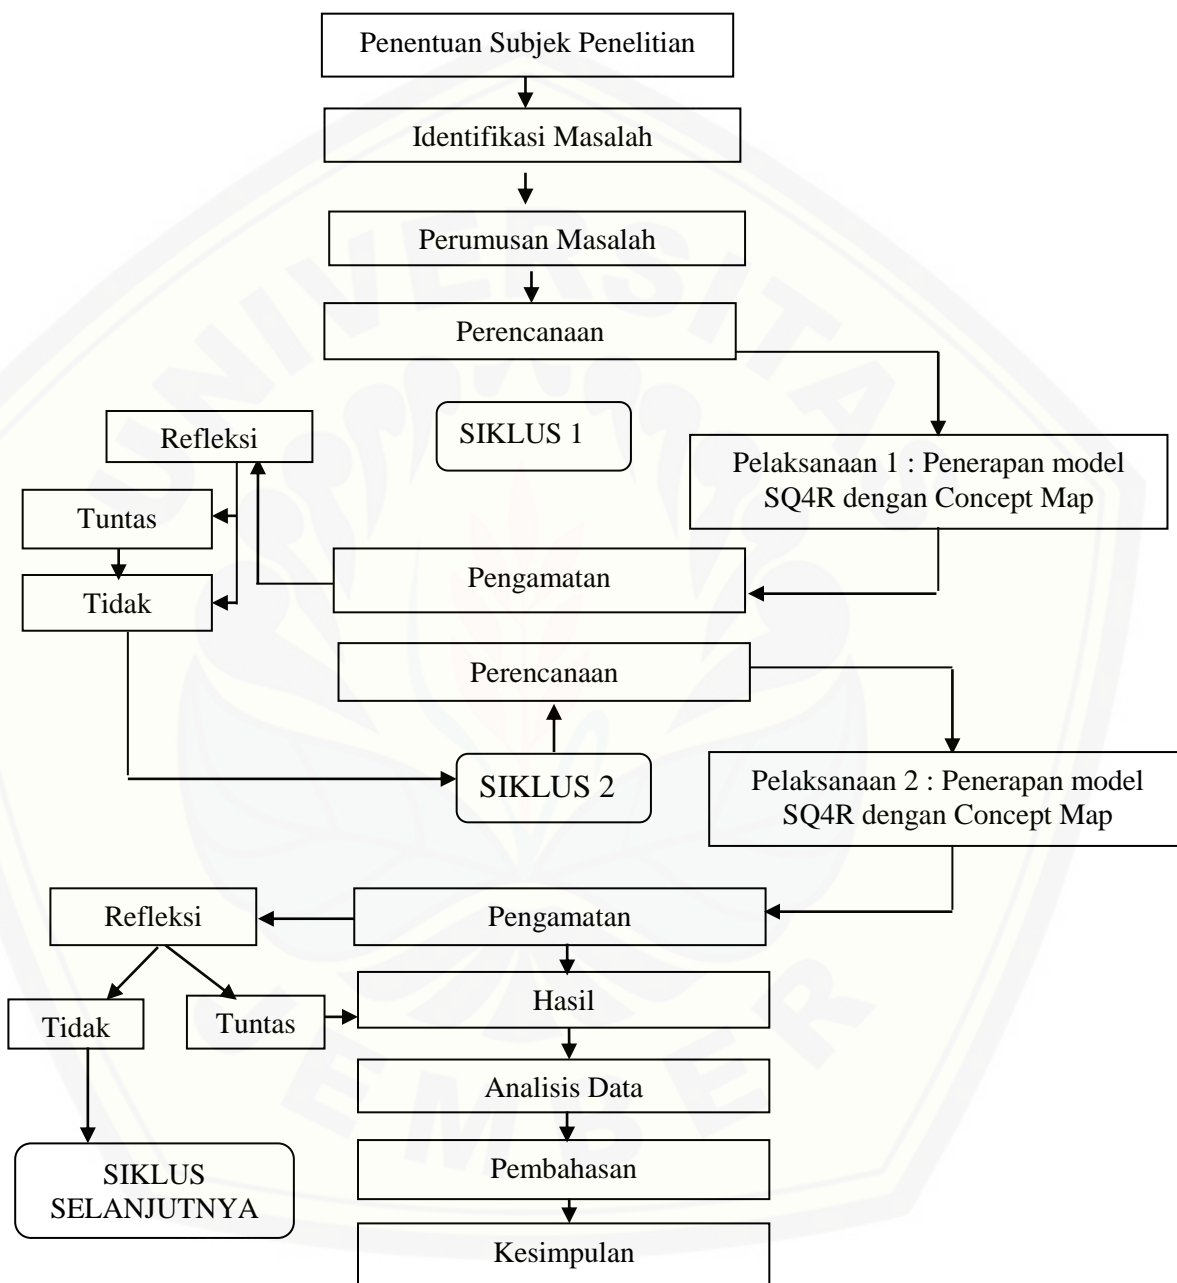 Penentuan Subjek Penelitian
Identifikasi Masalah
Perumusan Masalah
Perencanaan
SIKLUS 1
Refleksi
Pelaksanaan 1 : Penerapan model
SQ4R dengan Concept Map
Tuntas
Pengamatan
Tidak
Perencanaan
SIKLUS 2
Pelaksanaan 2 : Penerapan model
SQ4R dengan Concept Map
Refleksi
Pengamatan
Hasil
Tidak
Tuntas
Analisis Data
Pembahasan
SIKLUS
SELANJUTNYA
Kesimpulan
UNIVERSITAS
JEMBER